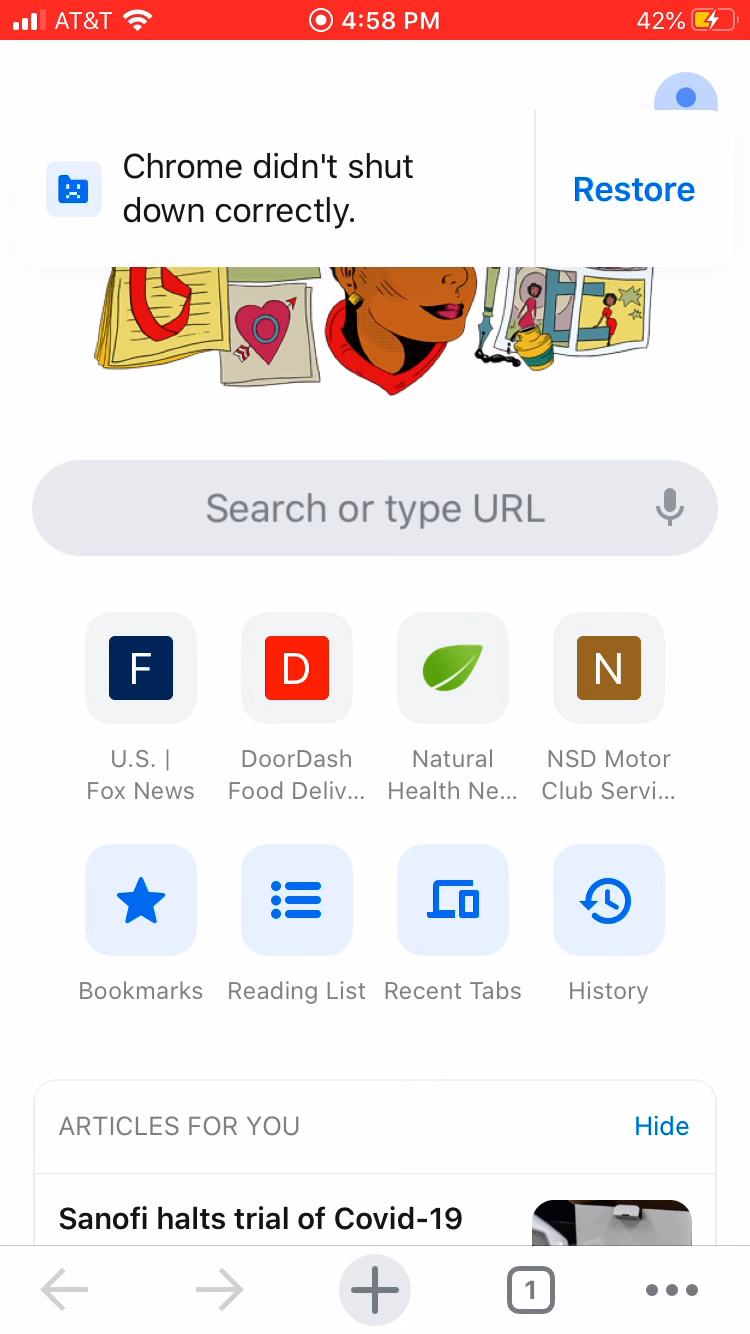 AT&T 4:58 PM 42%
Chrome didn't shut
down correctly.
Restore
Search or type URL
F D N
U.S. | DoorDash Natural NSD Motor
Fox News Food Deliv... Health Ne... Club Servi...
Bookmarks Reading List Recent Tabs History
ARTICLES FOR YOU Hide
Sanofi halts trial of Covid-19
1